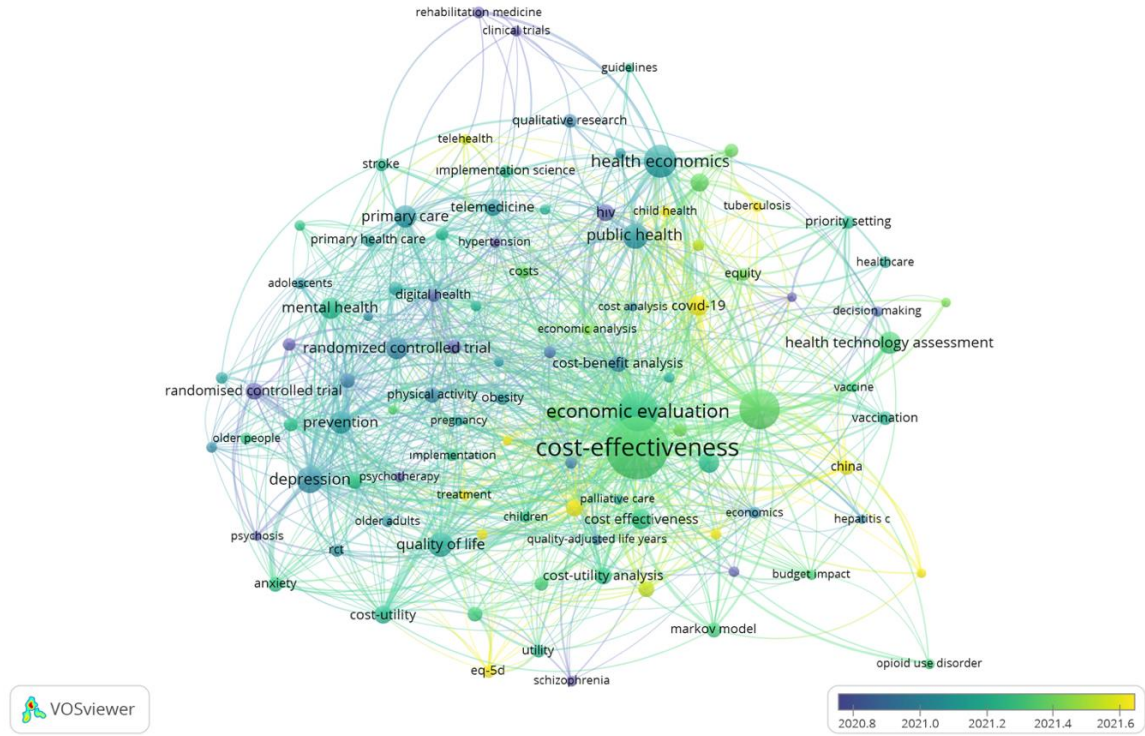 rehabilitation medicine
clinical trials
guidelines
qualitative research
telehealth
health economics
stroke
implementation science
tuberculosis
telemedicine
hiv
child health
primary care
priority setting
public health
primary health care
hypertension
healthcare
costs
equity
adolescents
digital health
mental health
cost analysis
covid-19
decision making
economic analysis
health technology assessment
randomized controlled trial
cost-benefit analysis
randomised controlled trial
physical activity
obesity
vaccine
economic evaluation
prevention
pregnancy
vaccination
older people
cost-effectiveness
implementation
china
depression
psychotherapy
treatment
palliative care
economics
older adults
children
cost effectiveness
hepatitis c
psychosis
quality-adjusted life years
rct
quality of life
anxiety
cost-utility analysis
budget impact
cost-utility
markov model
utility
opioid use disorder
eq-5d
schizophrenia
VOSviewer
2020.8 2021.0 2021.2 2021.4 2021.6